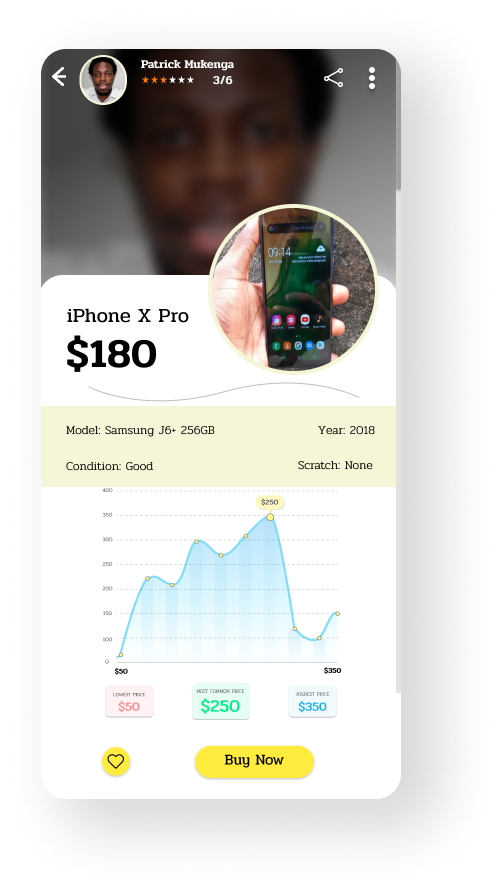 Patrick Mukenga
3/6
09:14
iPhone X Pro
$180
Model: Samsung J6+ 256GB
Year: 2018
Condition: Good
Scratch: None
400
350
300
250
200
150
100
0
$250
$50
$350
LOWEST PRICE
$50
MOST COMMON PRICE
$250
HIGHEST PRICE
$350
Buy Now